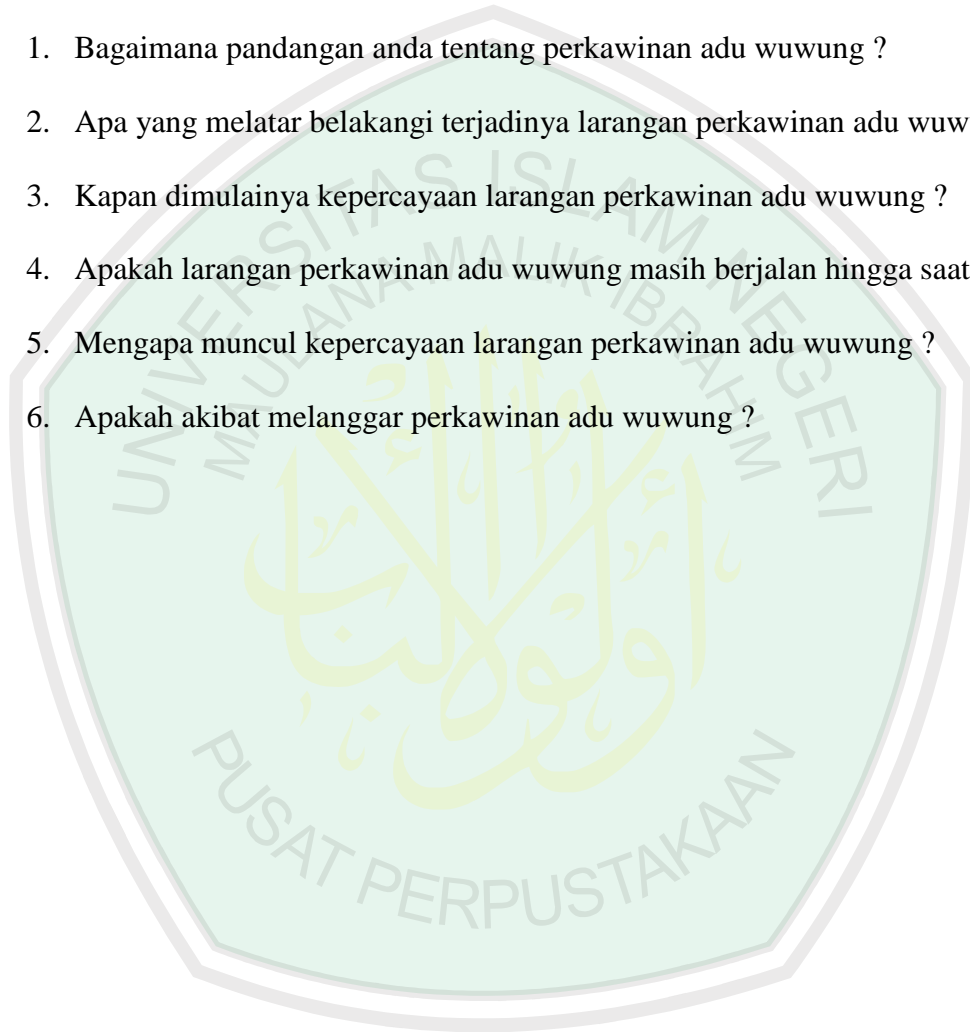 1. Bagaimana pandangan anda tentang perkawinan adu wuwung ?
2. Apa yang melatar belakangi terjadinya larangan perkawinan adu wuw
3. Kapan dimulainya kepercayaan larangan perkawinan adu wuwung ?
4. Apakah larangan perkawinan adu wuwung masih berjalan hingga saat
5. Mengapa muncul kepercayaan larangan perkawinan adu wuwung ?
6. Apakah akibat melanggar perkawinan adu wuwung ?
UNIVERSITAS ISLAM NEGERI
MAULANA MALIK IBRAHIM
PUSAT PERPUSTAKAAN